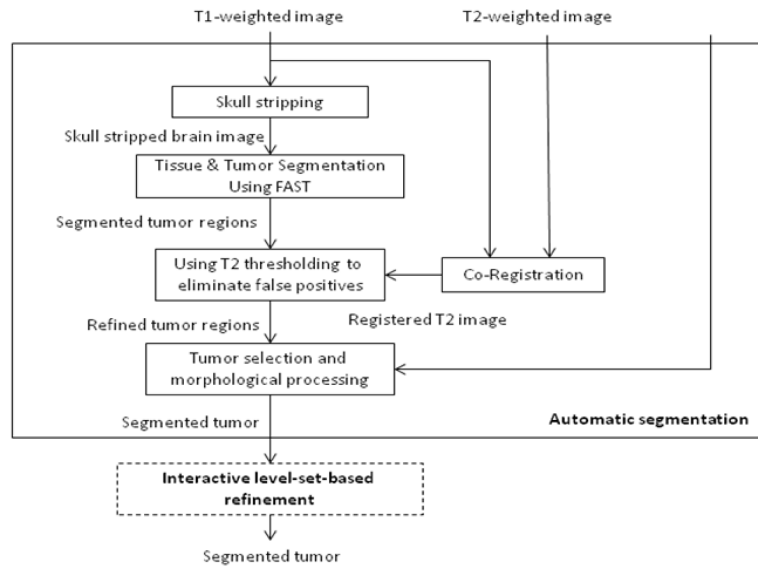 T1-weighted image
T2-weighted image
Skull stripping
Skull stripped brain image
Tissue & Tumor Segmentation
Using FAST
Segmented tumor regions
Using T2 thresholding to
eliminate false positives
Co-Registration
Refined tumor regions
Registered T2 image
Tumor selection and
morphological processing
Segmented tumor
Automatic segmentation
Interactive level-set-based
refinement
Segmented tumor